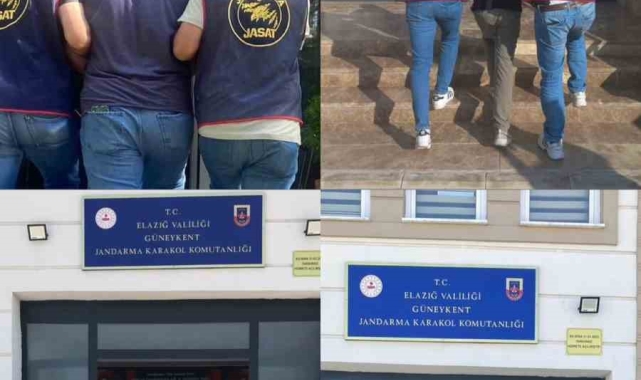 JASAT
JASAT
T.C.
ELAZIĞ VALİLİĞİ
GÜNEYKENT
JANDARMA KARAKOL KOMUTANLIĞI
T.C.
ELAZIĞ VALİLİĞİ
GÜNEYKENT
JANDARMA KARAKOL KOMUTANLIĞI